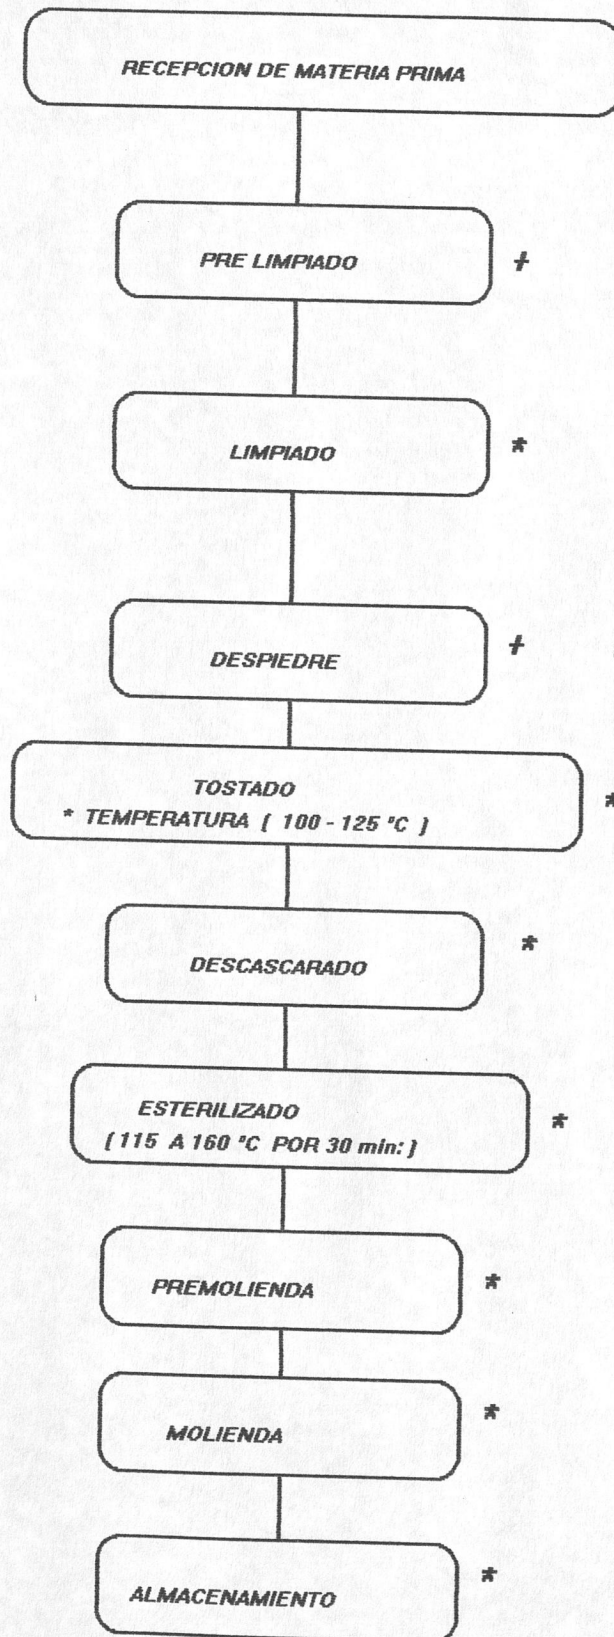 RECEPCION DE MATERIA PRIMA
PRE LIMPIADO +
LIMPIADO *
DESPIEDRE +
TOSTADO
* TEMPERATURA [ 100 - 125 °C ] *
DESCASCARADO *
ESTERILIZADO
[ 115 A 160 °C POR 30 min: ] *
PREMOLIENDA *
MOLIENDA *
ALMACENAMIENTO *